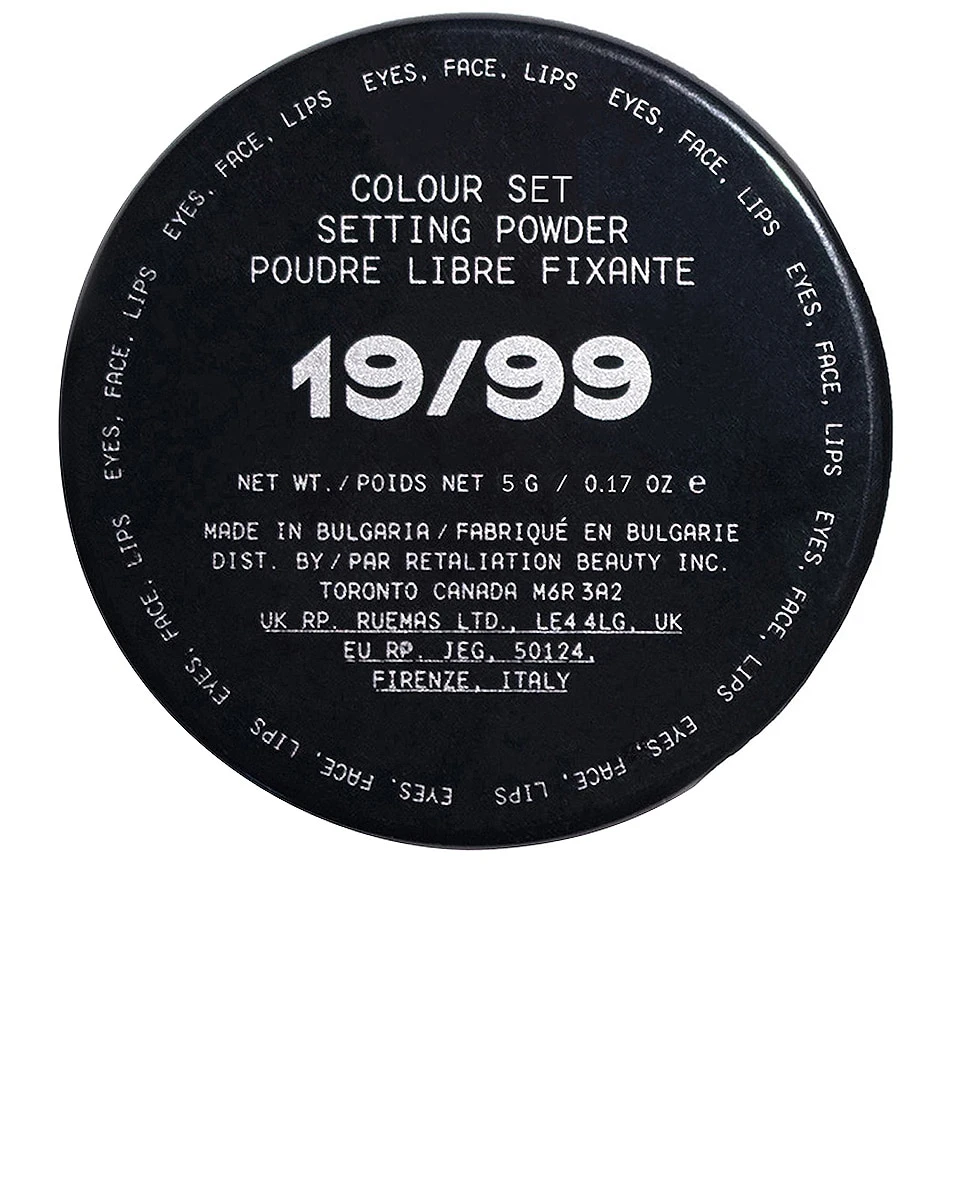 COLOUR SET
SETTING POWDER
POUDRE LIBRE FIXANTE
19/99
NET WT./POIDS NET 5 G / 0.17 OZ e
MADE IN BULGARIA/FABRIQUÉ EN BULGARIE
DIST. BY/PAR RETALIATION BEAUTY INC.
TORONTO CANADA M6R 3A2
UK RP. RUEMAS LTD., LE4 4LG, UK
EU RP. JEG, 50124,
FIRENZE, ITALY
EYES, FACE, LIPS
EYES, FACE, LIPS
EYES, FACE, LIPS
EYES, FACE, LIPS
EYES, FACE, LIPS
EYES, FACE, LIPS
EYES, FACE, LIPS
EYES, FACE, LIPS
EYES, FACE, LIPS